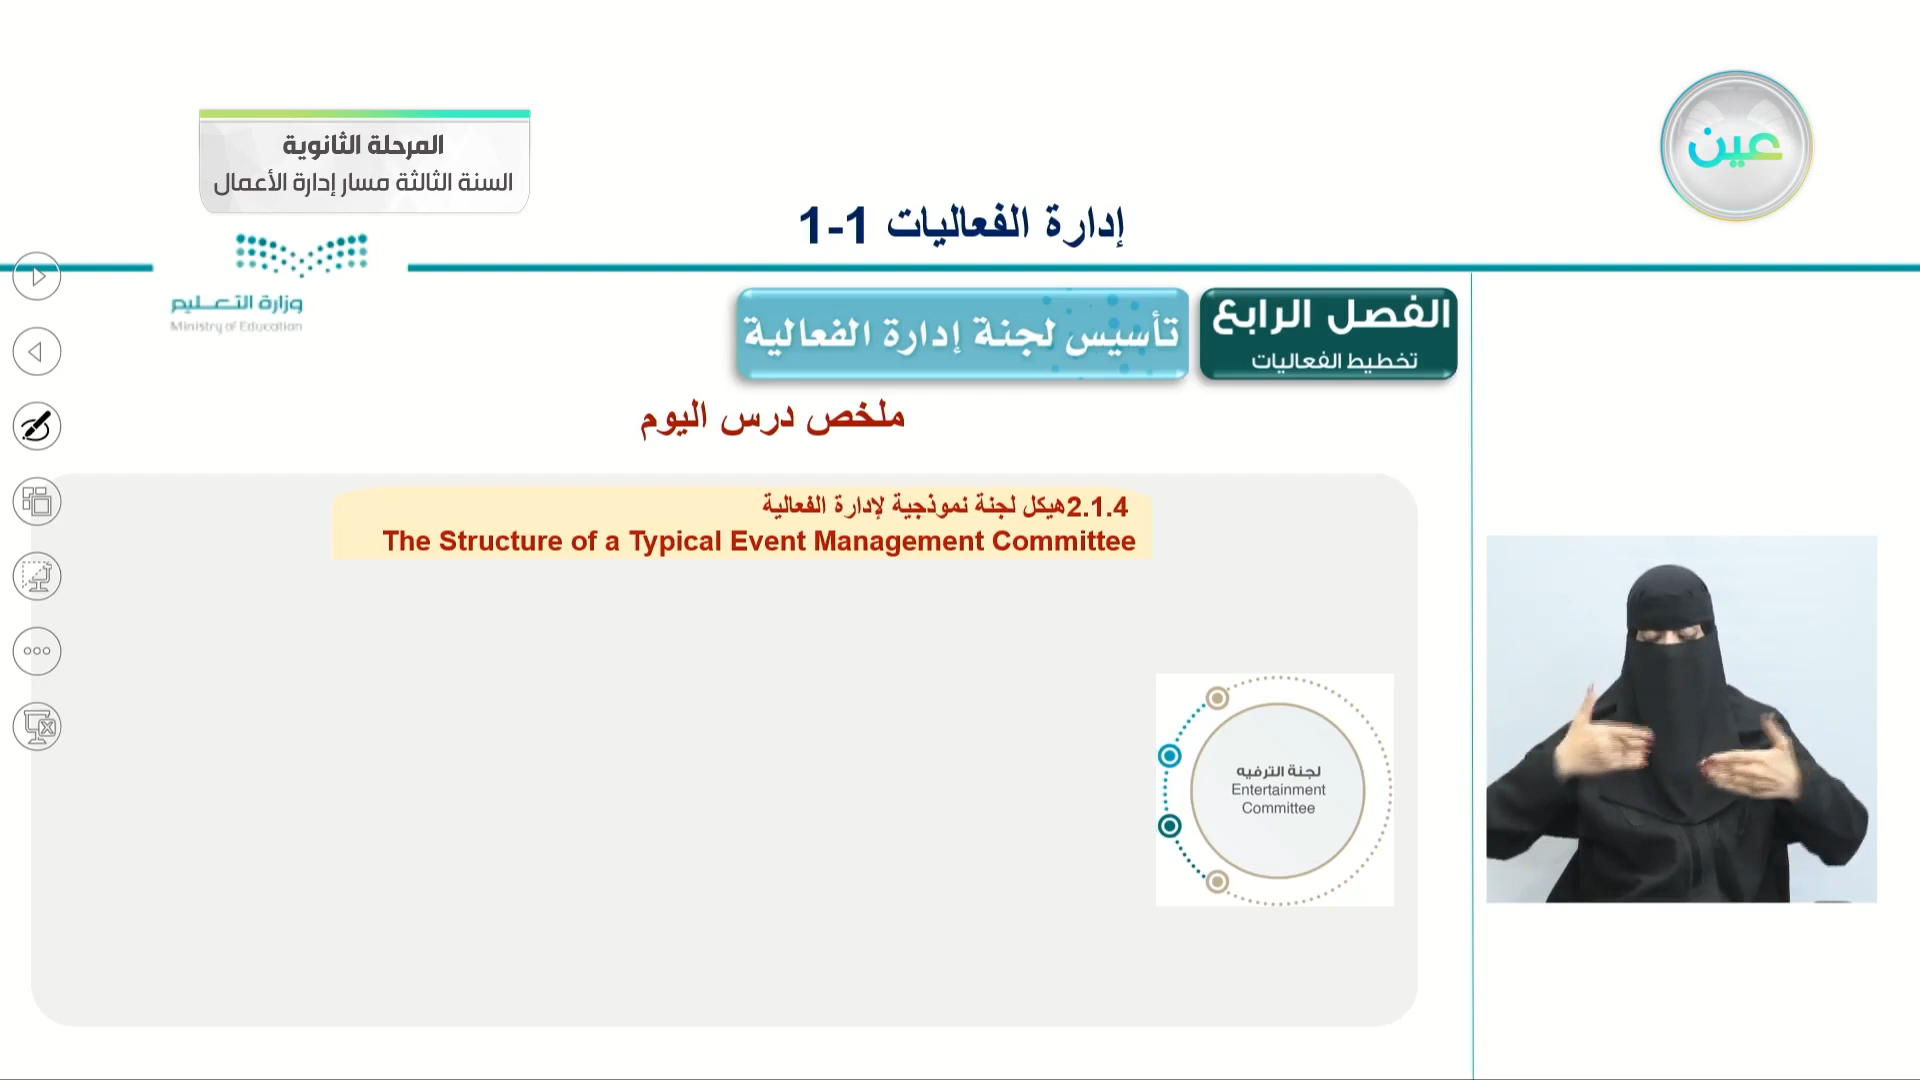 المرحلة الثانوية
السنة الثالثة مسار إدارة الأعمال
عين
إدارة الفعاليات 1-1
وزارة التعليم
Ministry of Education
الفصل الرابع
تخطيط الفعاليات
تأسيس لجنة إدارة الفعالية
ملخص درس اليوم
2.1.4هيكل لجنة نموذجية لإدارة الفعالية
The Structure of a Typical Event Management Committee
لجنة الترفيه
Entertainment
Committee